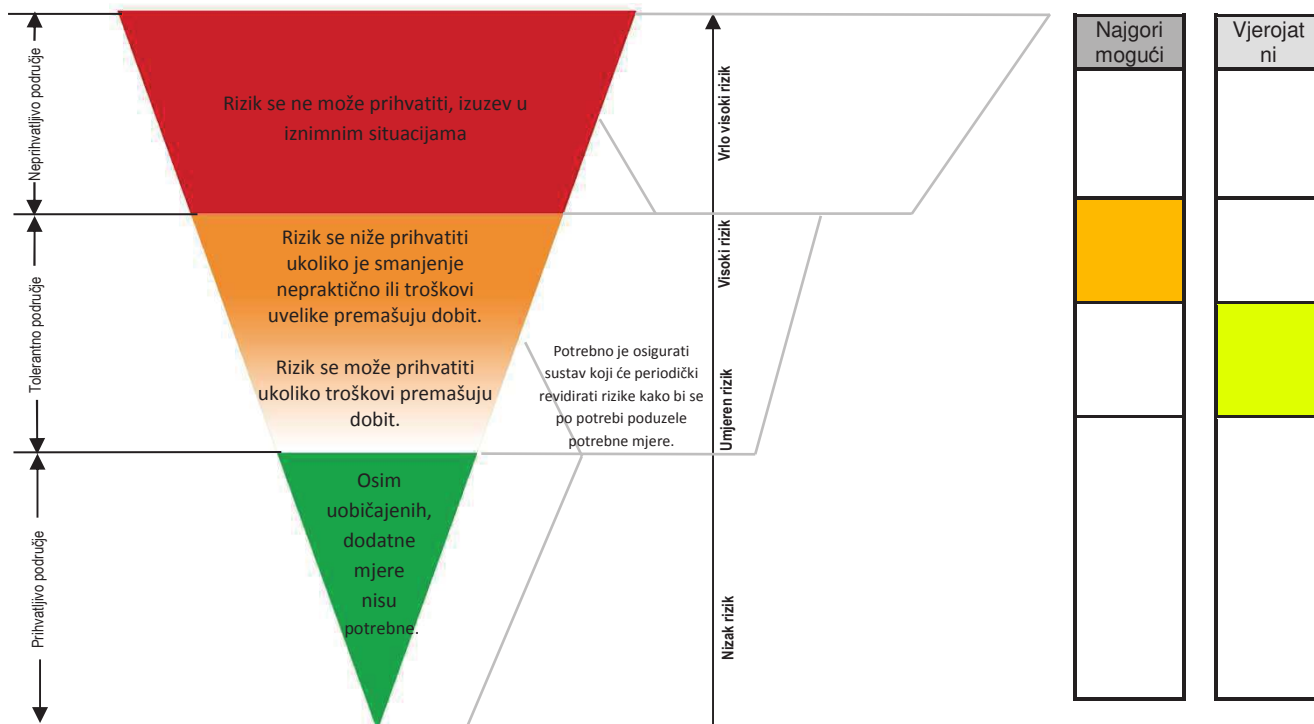 Neprihvatljivo područje
Rizik se ne može prihvatiti, izuzev u
iznimnim situacijama
Vrlo visoki rizik
Najgori
mogući
Vjerojat
ni
Tolerantno područje
Rizik se niže prihvatiti
ukoliko je smanjenje
nepraktično ili troškovi
uvelike premašuju dobit.
Rizik se može prihvatiti
ukoliko troškovi premašuju
dobit.
Visoki rizik
Potrebno je osigurati
sustav koji će periodički
revidirati rizike kako bi se
po potrebi poduzele
potrebne mjere.
Umjeren rizik
Prihvatljivo područje
Osim
uobičajenih,
dodatne
mjere
nisu
potrebne.
Nizak rizik